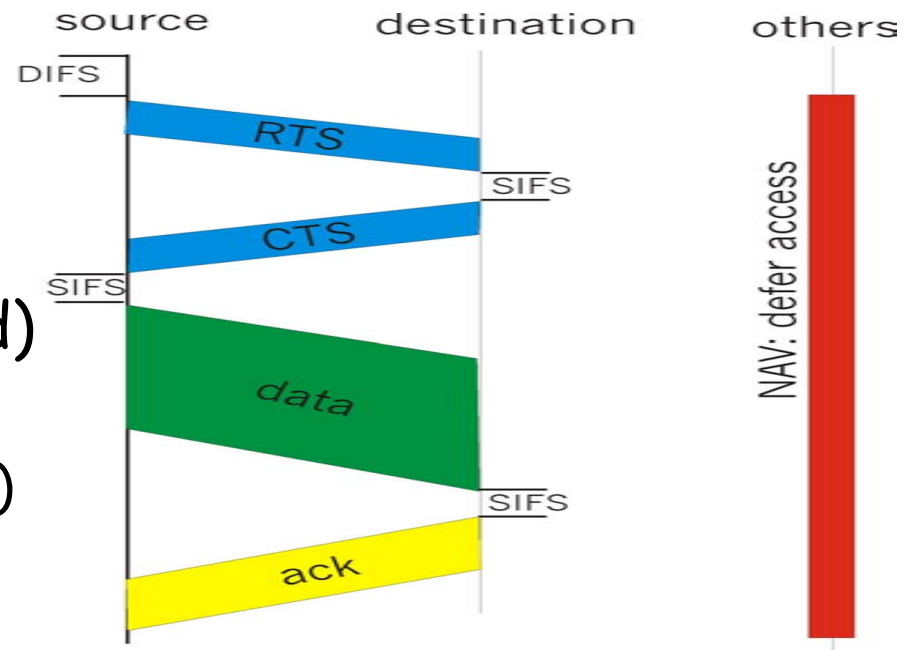 source destination others
DIFS
RTS
SIFS
CTS
SIFS
NAV: defer access
d)
data
)
SIFS
ack